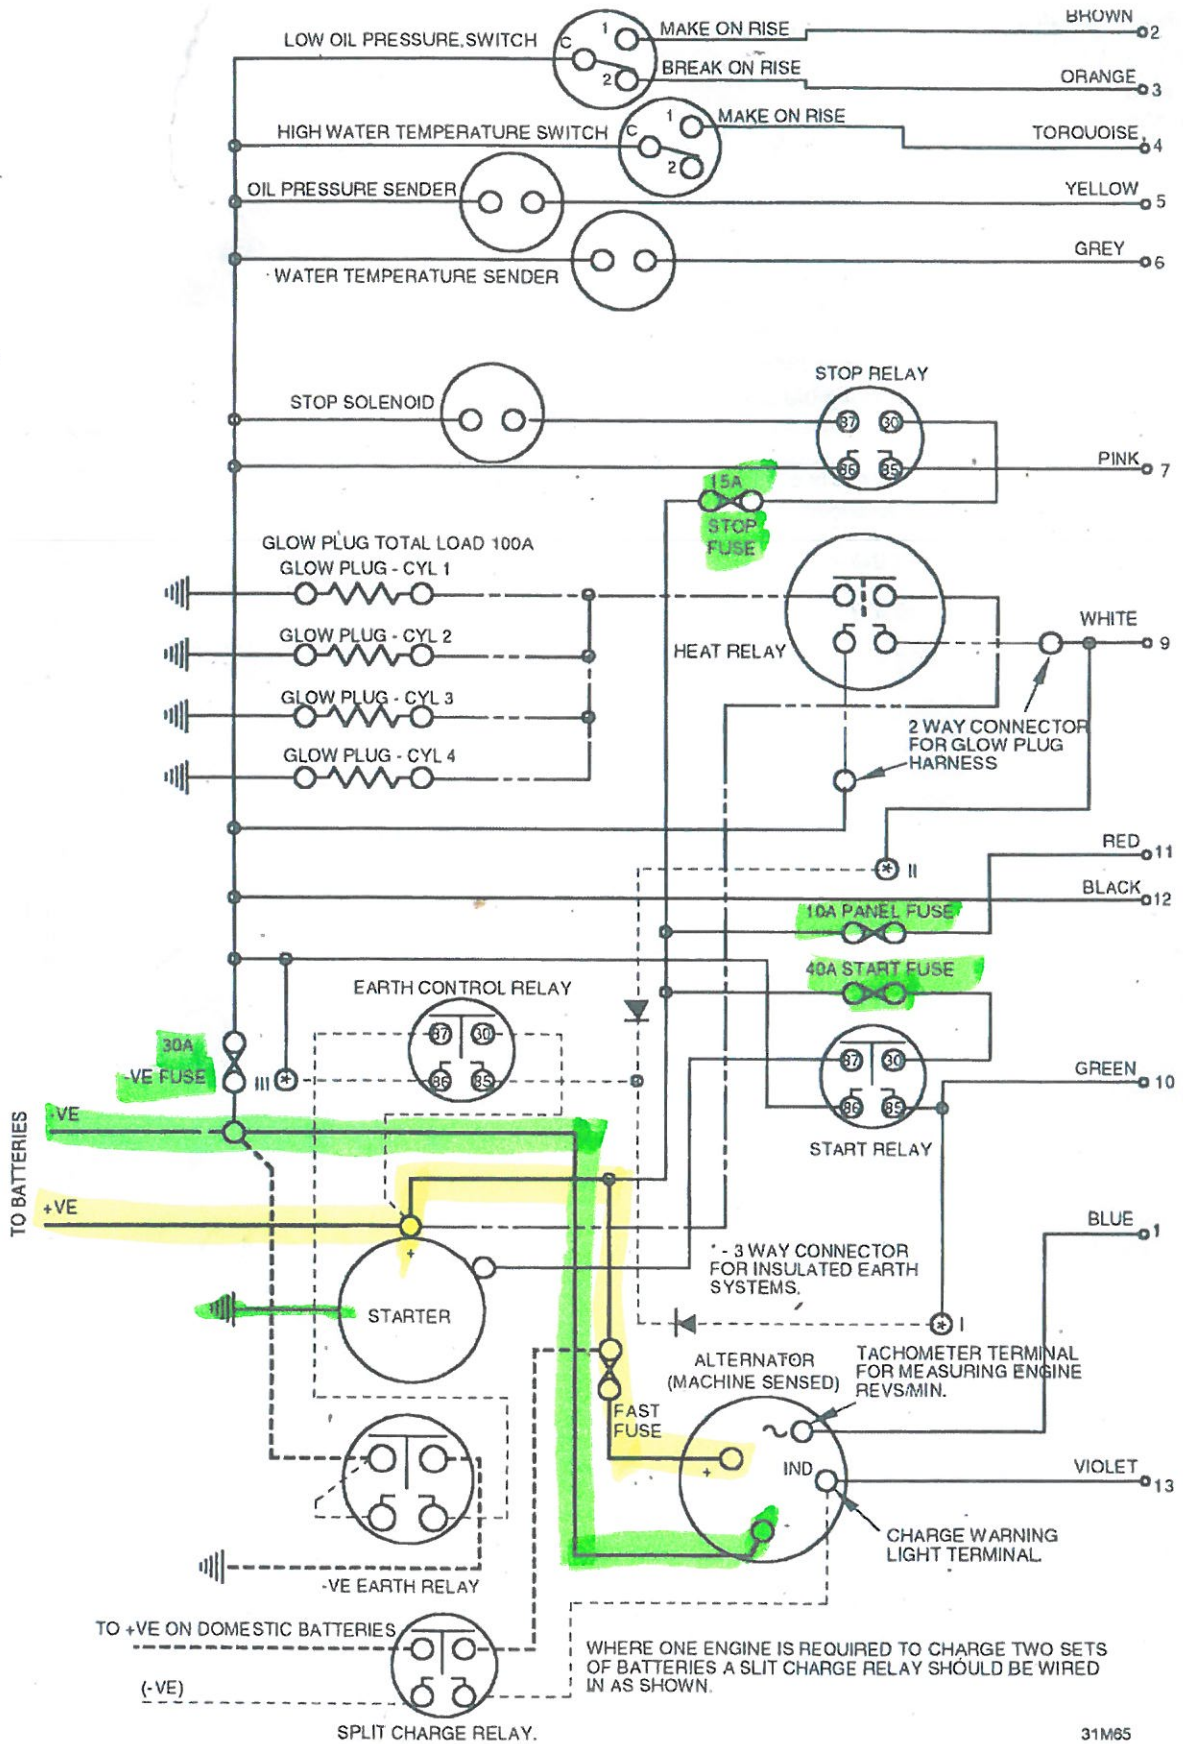 BROWN
2
LOW OIL PRESSURE SWITCH
C
1
2
MAKE ON RISE
BREAK ON RISE
ORANGE
3
HIGH WATER TEMPERATURE SWITCH
C
1
2
MAKE ON RISE
TOROUOISE
4
OIL PRESSURE SENDER
YELLOW
5
WATER TEMPERATURE SENDER
GREY
6
STOP RELAY
STOP SOLENOID
87
30
86
85
PINK
7
15A
STOP
FUSE
GLOW PLUG TOTAL LOAD 100A
GLOW PLUG - CYL 1
GLOW PLUG - CYL 2
GLOW PLUG - CYL 3
GLOW PLUG - CYL 4
HEAT RELAY
WHITE
9
2 WAY CONNECTOR
FOR GLOW PLUG
HARNESS
* II
RED
11
BLACK
12
10A PANEL FUSE
40A START FUSE
EARTH CONTROL RELAY
87
30
86
85
30A
-VE FUSE
III *
87
30
86
85
START RELAY
GREEN
10
TO BATTERIES
-VE
+VE
+
STARTER
BLUE
1
* - 3 WAY CONNECTOR
FOR INSULATED EARTH
SYSTEMS.
* I
ALTERNATOR
(MACHINE SENSED)
TACHOMETER TERMINAL
FOR MEASURING ENGINE
REVS/MIN.
FAST
FUSE
~
+
IND
VIOLET
13
CHARGE WARNING
LIGHT TERMINAL.
-VE EARTH RELAY
TO +VE ON DOMESTIC BATTERIES
(-VE)
SPLIT CHARGE RELAY.
WHERE ONE ENGINE IS REQUIRED TO CHARGE TWO SETS
OF BATTERIES A SLIT CHARGE RELAY SHOULD BE WIRED
IN AS SHOWN.
31M65